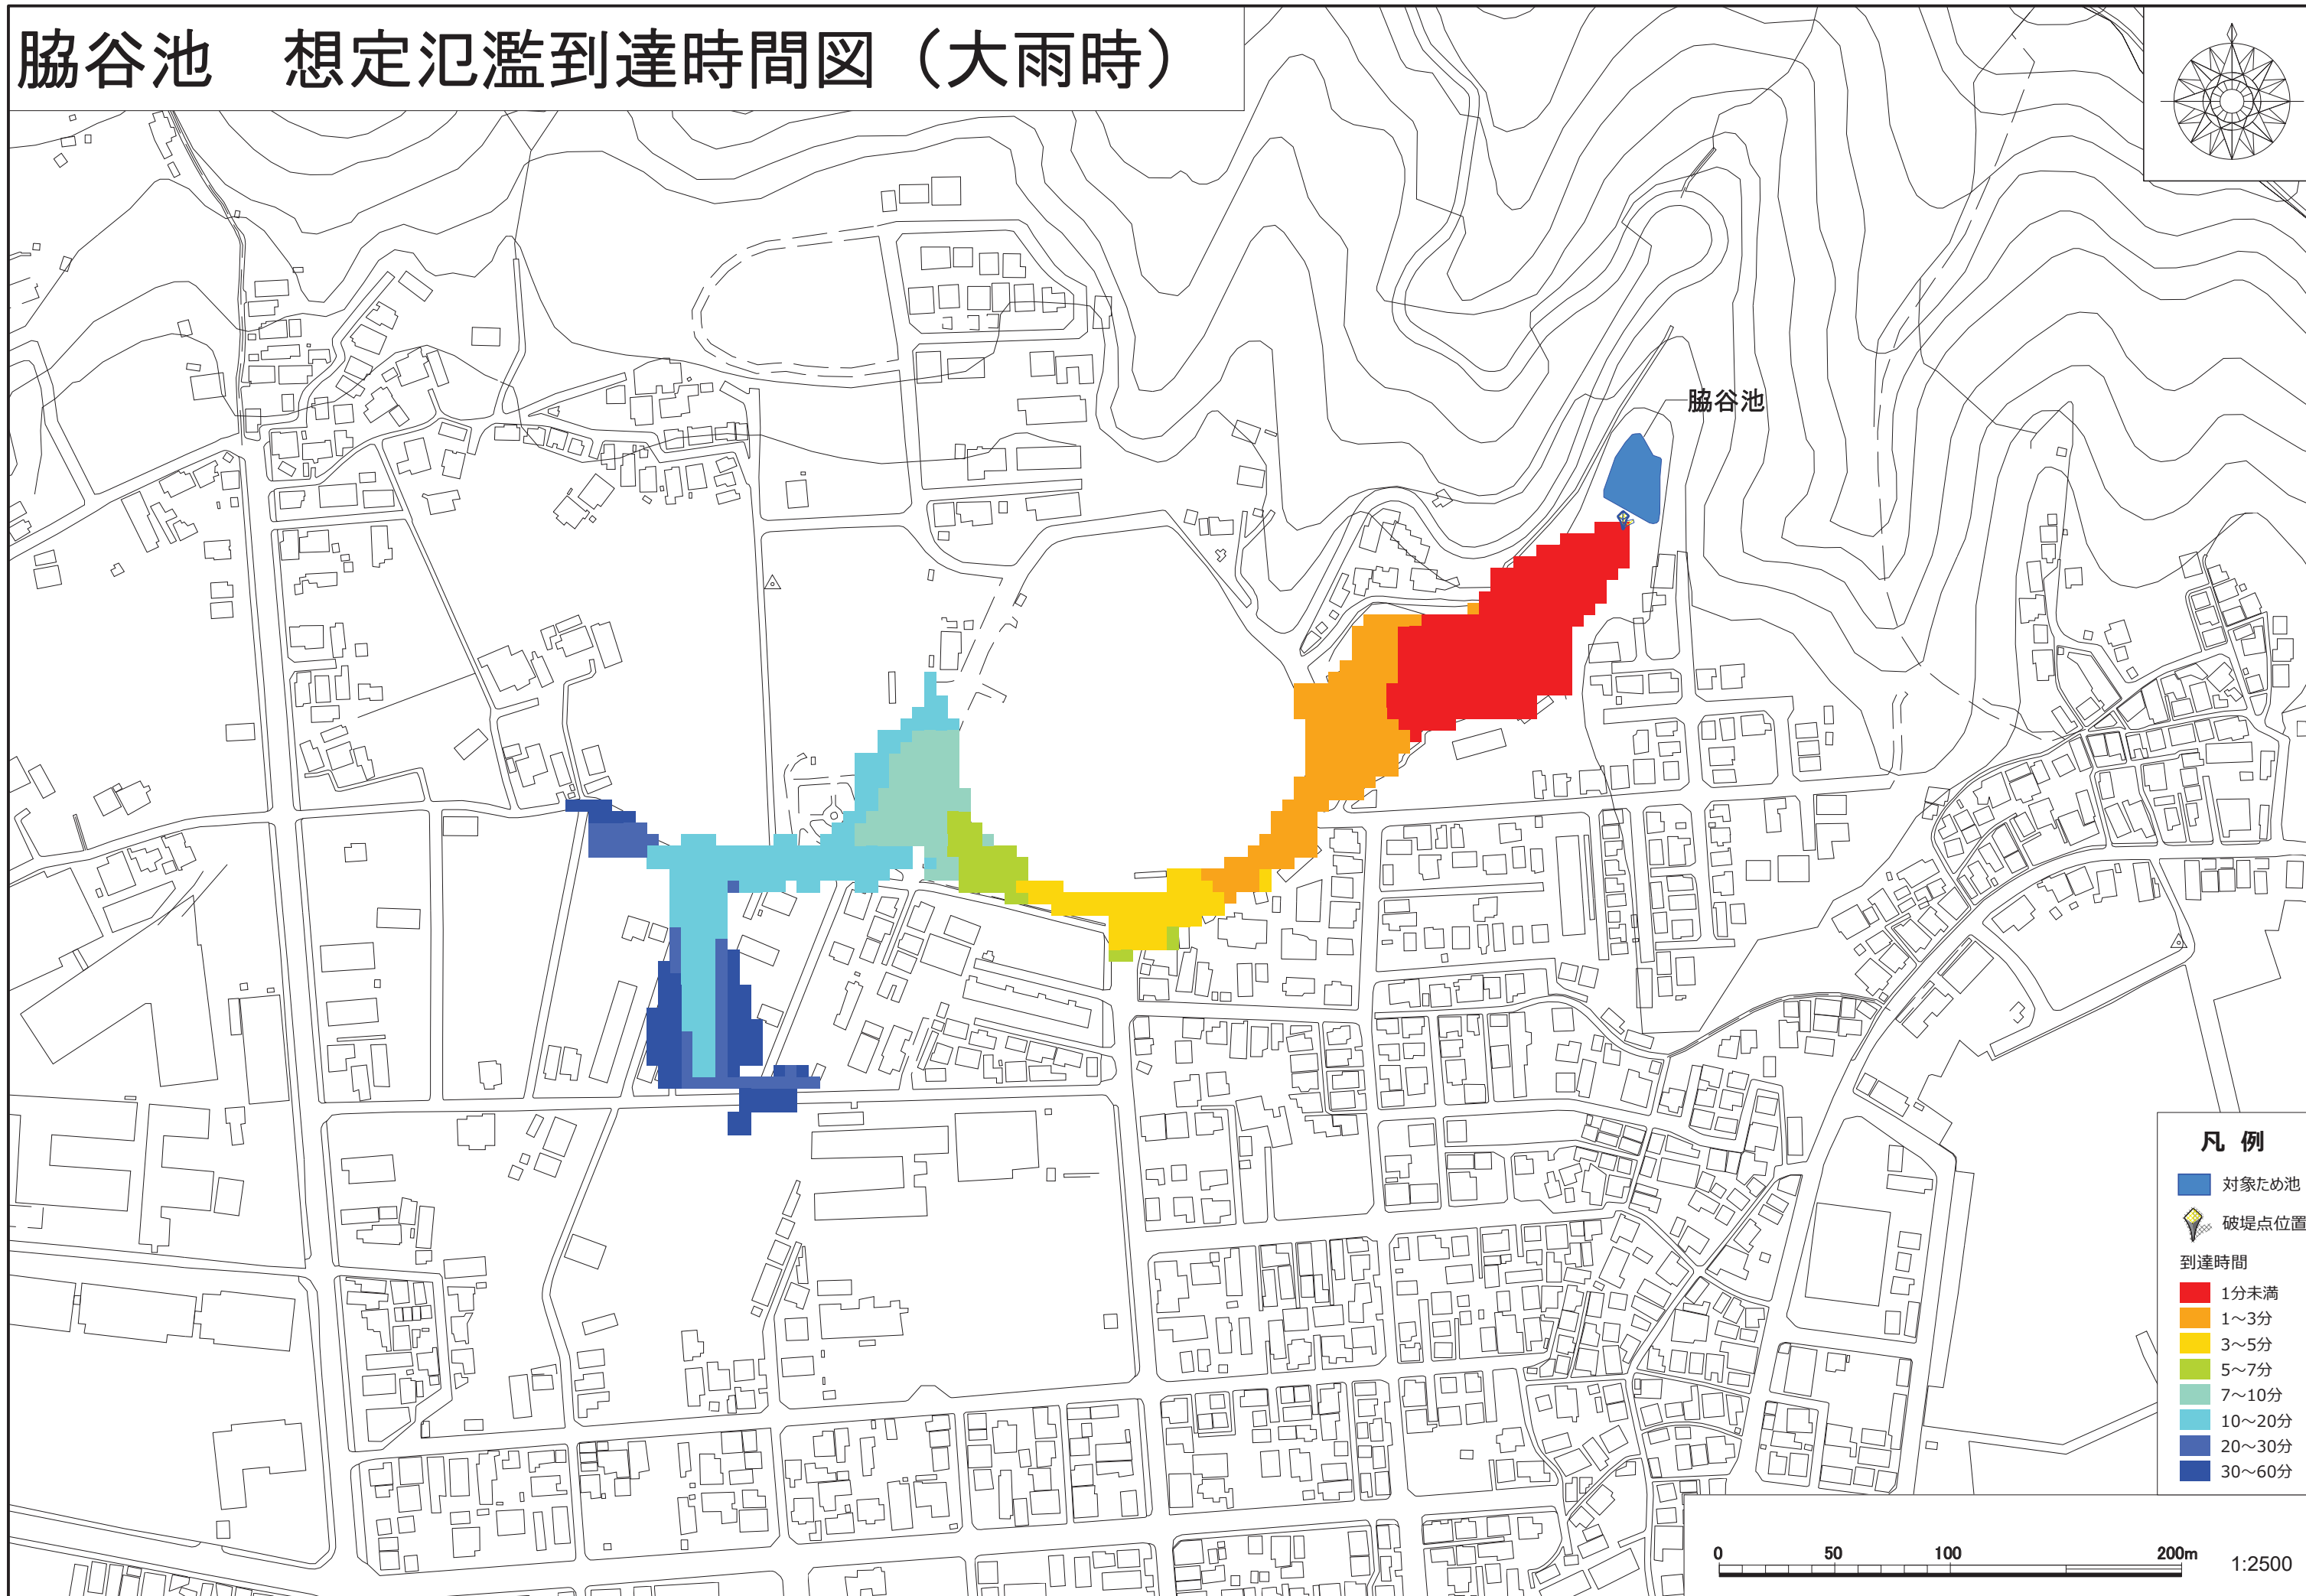 脇谷池　想定氾濫到達時間図（大雨時）
脇谷池
凡 例
対象ため池
破堤点位置
到達時間
1分未満
1～3分
3～5分
5～7分
7～10分
10～20分
20～30分
30～60分
0 50 100 200m
1:2500